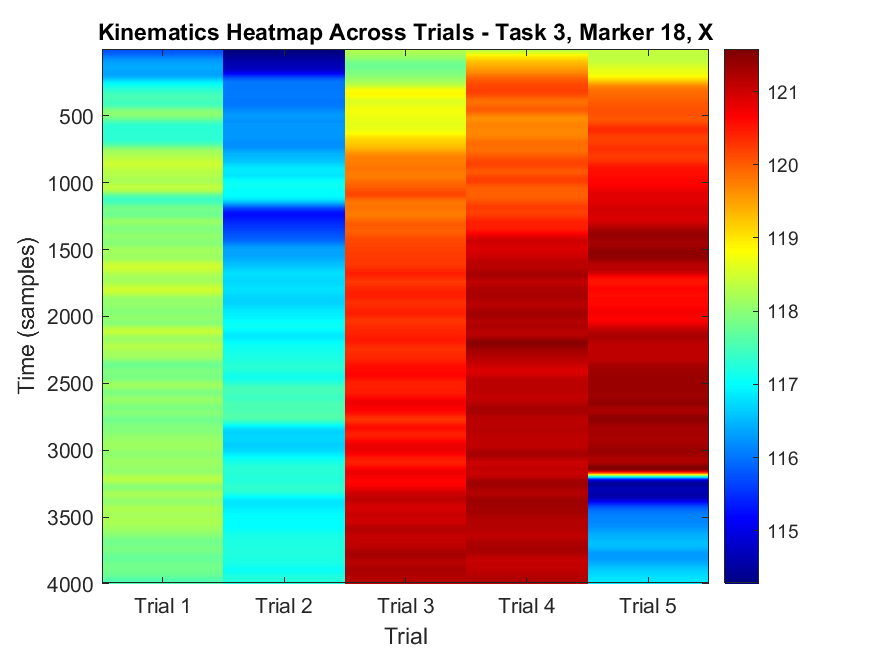 Kinematics Heatmap Across Trials - Task 3, Marker 18, X
500
1000
1500
2000
2500
3000
3500
4000
Time (samples)
Trial 1
Trial 2
Trial 3
Trial 4
Trial 5
Trial
121
120
119
118
117
116
115